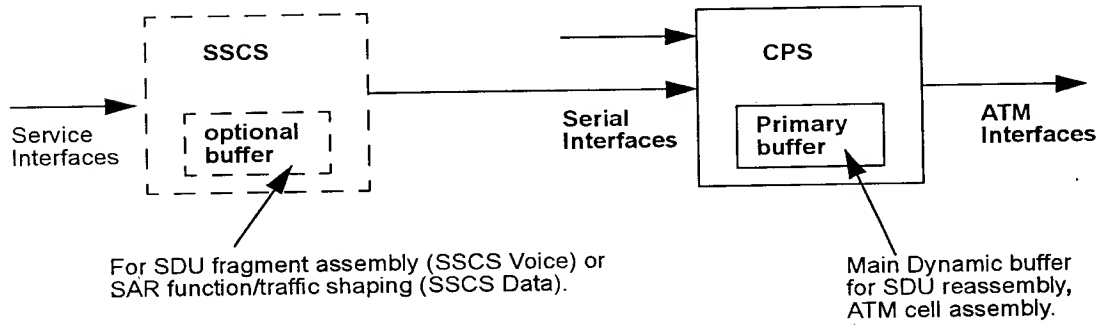 SSCS
CPS
optional
buffer
Primary
buffer
Service
Interfaces
Serial
Interfaces
ATM
Interfaces
For SDU fragment assembly (SSCS Voice) or
SAR function/traffic shaping (SSCS Data).
Main Dynamic buffer
for SDU reassembly,
ATM cell assembly.